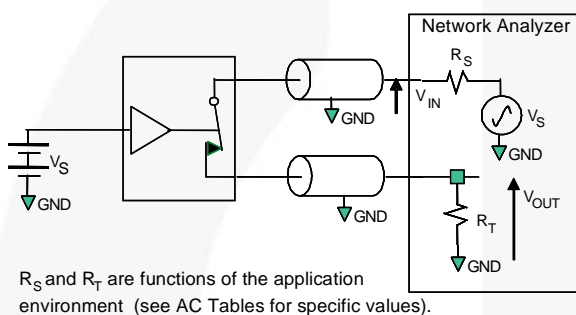 Network Analyzer
R_S
V_IN
V_S
GND
GND
V_S
GND
GND
V_OUT
R_T
GND
R_S and R_T are functions of the application
environment (see AC Tables for specific values).